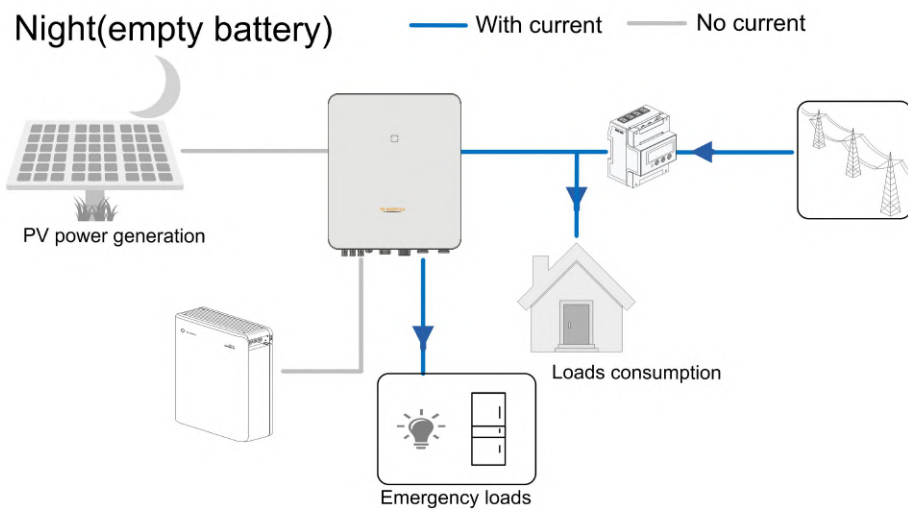 Night(empty battery)
With current
No current
PV power generation
Loads consumption
Emergency loads